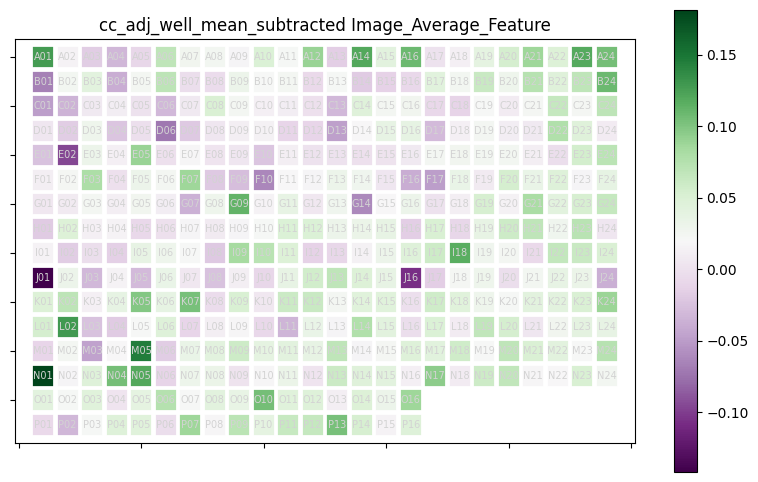 cc_adj_well_mean_subtracted Image_Average_Feature
A01 A02 A04 A05 A07 A08 A09 A10 A11 A12 A14 A15 A16 A17 A18 A19 A20 A21 A22 A23 A24
B01 B02 B03 B04 B05 B07 B08 B09 B10 B11 B12 B13 B15 B16 B17 B18 B19 B20 B22 B24
C01 C02 C03 C04 C05 C06 C07 C08 C09 C10 C11 C12 C13 C14 C15 C16 C17 C18 C19 C20 C21 C22 C23
D01 D03 D05 D06 D08 D09 D10 D11 D12 D13 D14 D15 D16 D17 D18 D19 D20 D21 D22 D23 D24
E02 E03 E04 E05 E06 E07 E08 E09 E11 E12 E13 E14 E15 E16 E17 E18 E19 E20 E21 E22 E23
F01 F02 F03 F04 F05 F06 F07 F09 F10 F11 F12 F13 F14 F15 F16 F17 F18 F19 F20 F21 F22 F23 F24
G01 G02 G03 G04 G05 G06 G07 G08 G09 G10 G11 G12 G13 G14 G15 G16 G17 G18 G19 G20 G21 G22 G23
H02 H03 H04 H05 H06 H07 H08 H09 H10 H11 H12 H13 H14 H15 H16 H17 H18 H19 H20 H22 H24
I01 I02 I03 I04 I05 I06 I07 I09 I11 I12 I13 I14 I15 I16 I17 I18 I19 I20 I21 I23 I24
J01 J02 J03 J04 J05 J06 J07 J08 J09 J10 J11 J12 J14 J15 J16 J18 J19 J20 J21 J22 J23 J24
K01 K03 K04 K05 K06 K07 K08 K09 K10 K11 K12 K13 K14 K15 K16 K17 K18 K19 K20 K21 K22 K23 K24
L01 L02 L03 L05 L06 L07 L08 L09 L10 L11 L12 L13 L14 L15 L16 L17 L18 L19 L20 L21 L22 L23 L24
M01 M02 M03 M04 M05 M07 M08 M09 M10 M11 M12 M13 M14 M15 M16 M17 M18 M19 M21 M22 M23
N01 N02 N03 N04 N05 N06 N07 N08 N09 N10 N11 N12 N13 N14 N15 N16 N17 N18 N19 N21 N22 N23 N24
O01 O02 O03 O04 O05 O06 O07 O08 O09 O10 O11 O12 O13 O14 O15 O16
P01 P02 P03 P04 P05 P06 P07 P08 P10 P11 P12 P13 P14 P15 P16
0.15
0.10
0.05
0.00
−0.05
−0.10